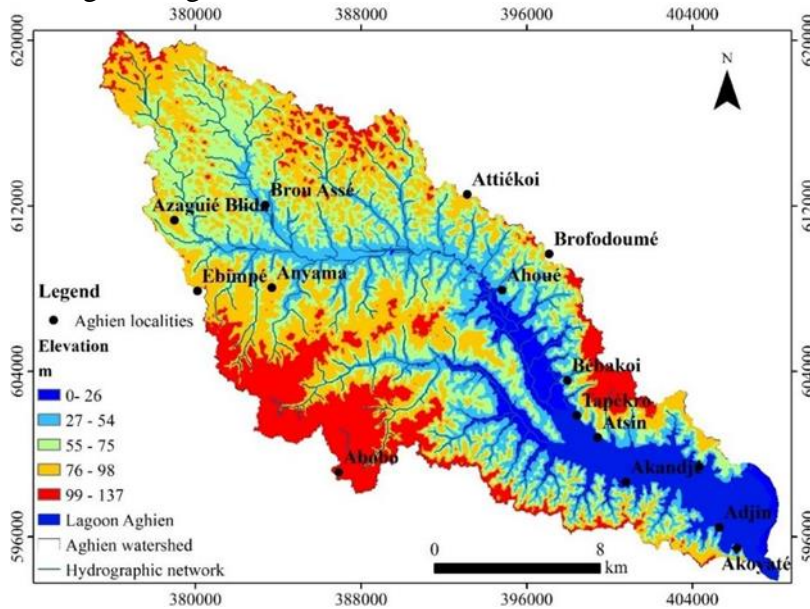 380000 388000 396000 404000
620000 620000
N
Attiékoi
Brou Assé
612000 612000
Azaguié Blida
Brofodoumé
Ebimpé Anyama Ahoué
Legend
Aghien localities
Elevation
m
604000 604000
Bébakoi
0- 26
Tapékro
27 - 54
Atsin
55 - 75
76 - 98
Abobo
Akandjé
99 - 137
Lagoon Aghien
Adjin
Aghien watershed
596000 596000
0 8
Akoyaté
Hydrographic network
km
380000 388000 396000 404000